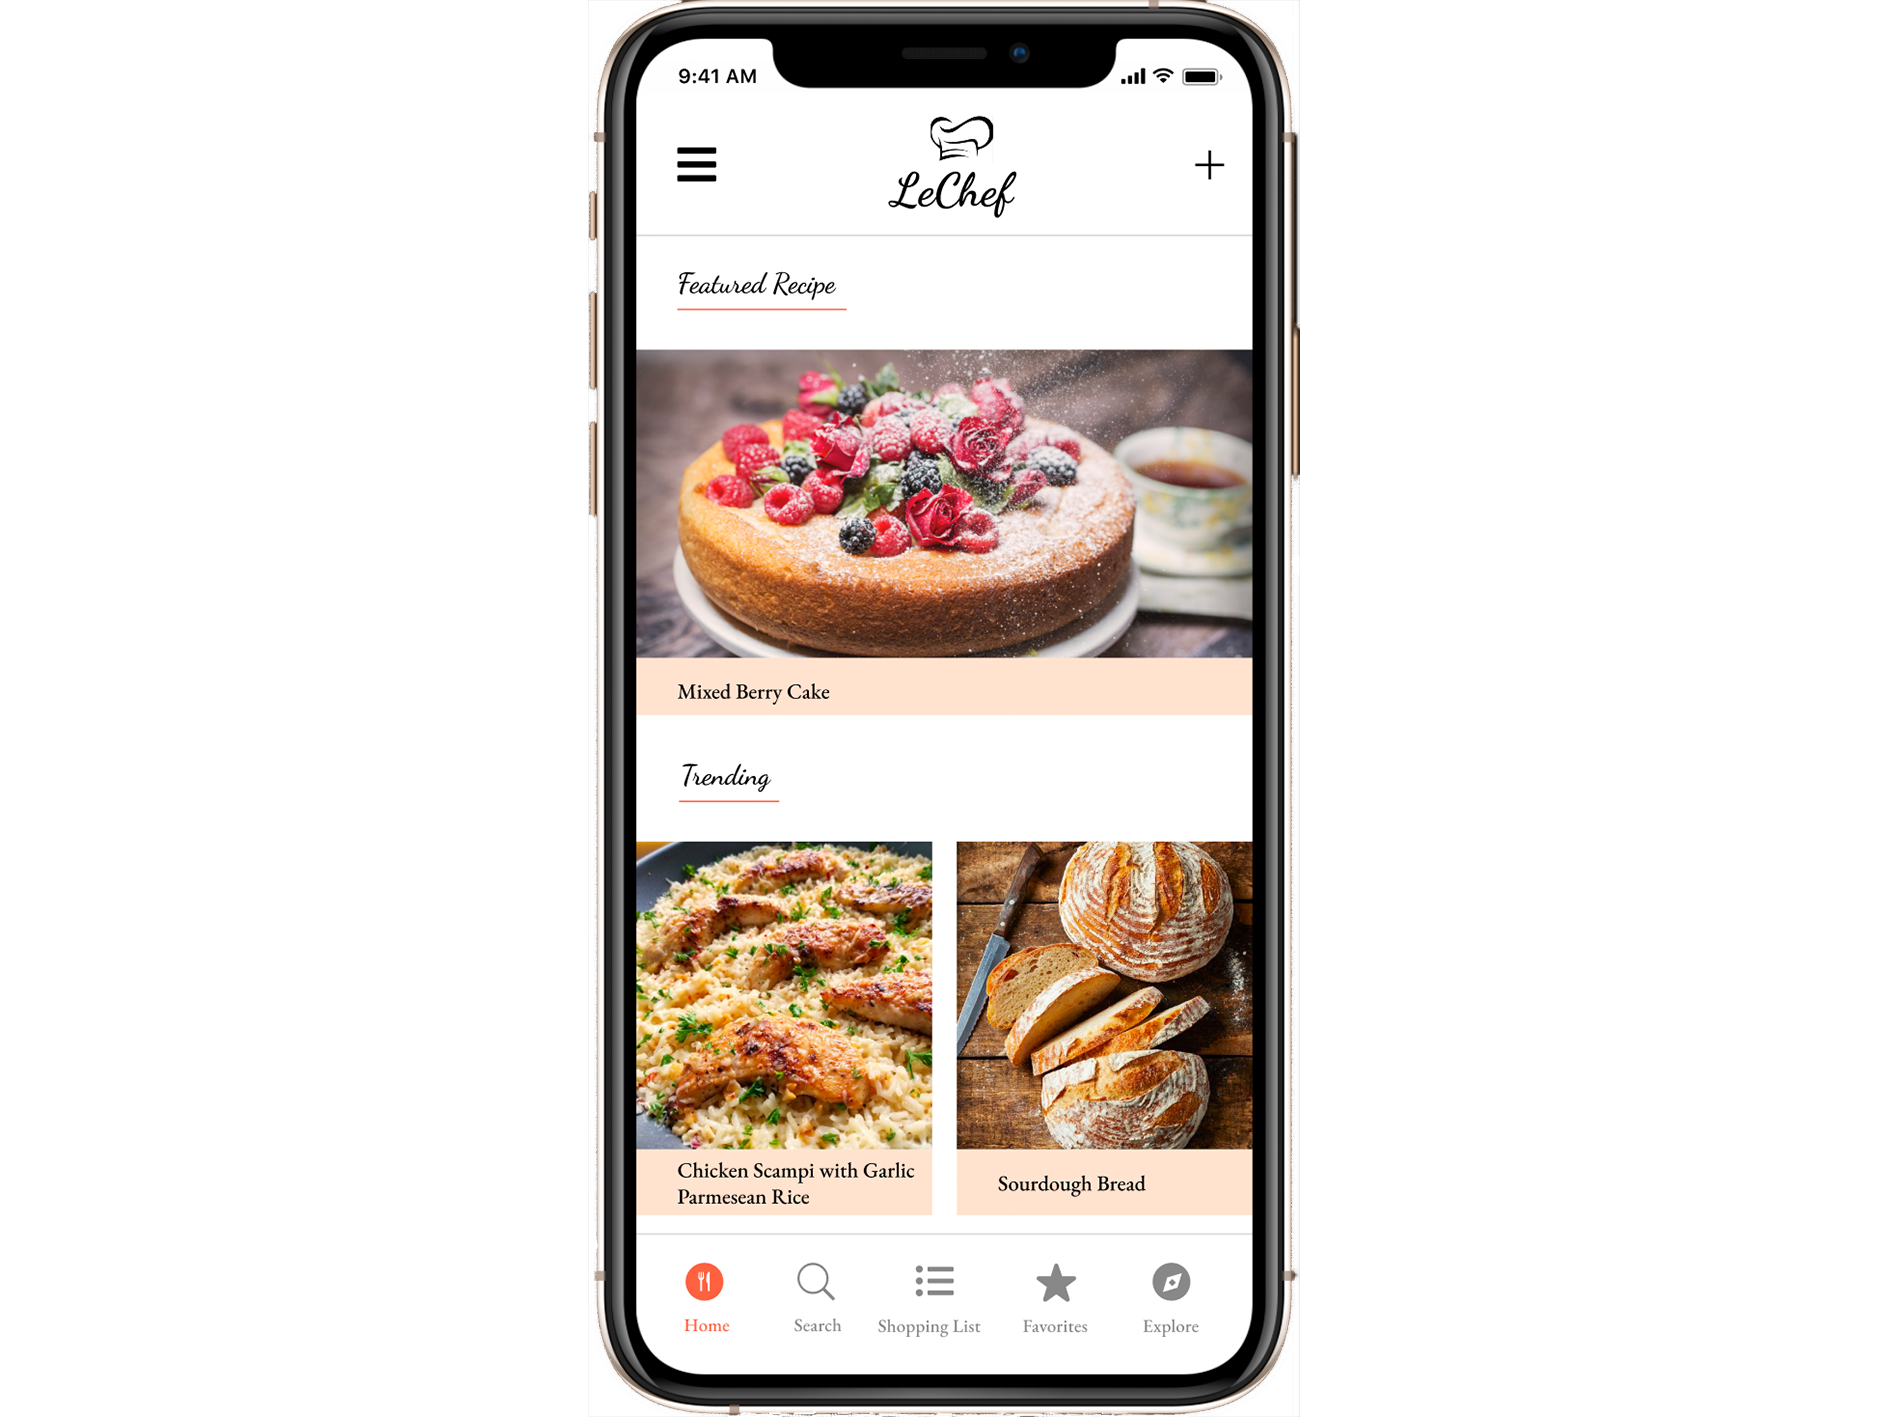 9:41 AM
LeChef
Featured Recipe
Mixed Berry Cake
Trending
Chicken Scampi with Garlic
Parmesean Rice
Sourdough Bread
Home
Search
Shopping List
Favorites
Explore